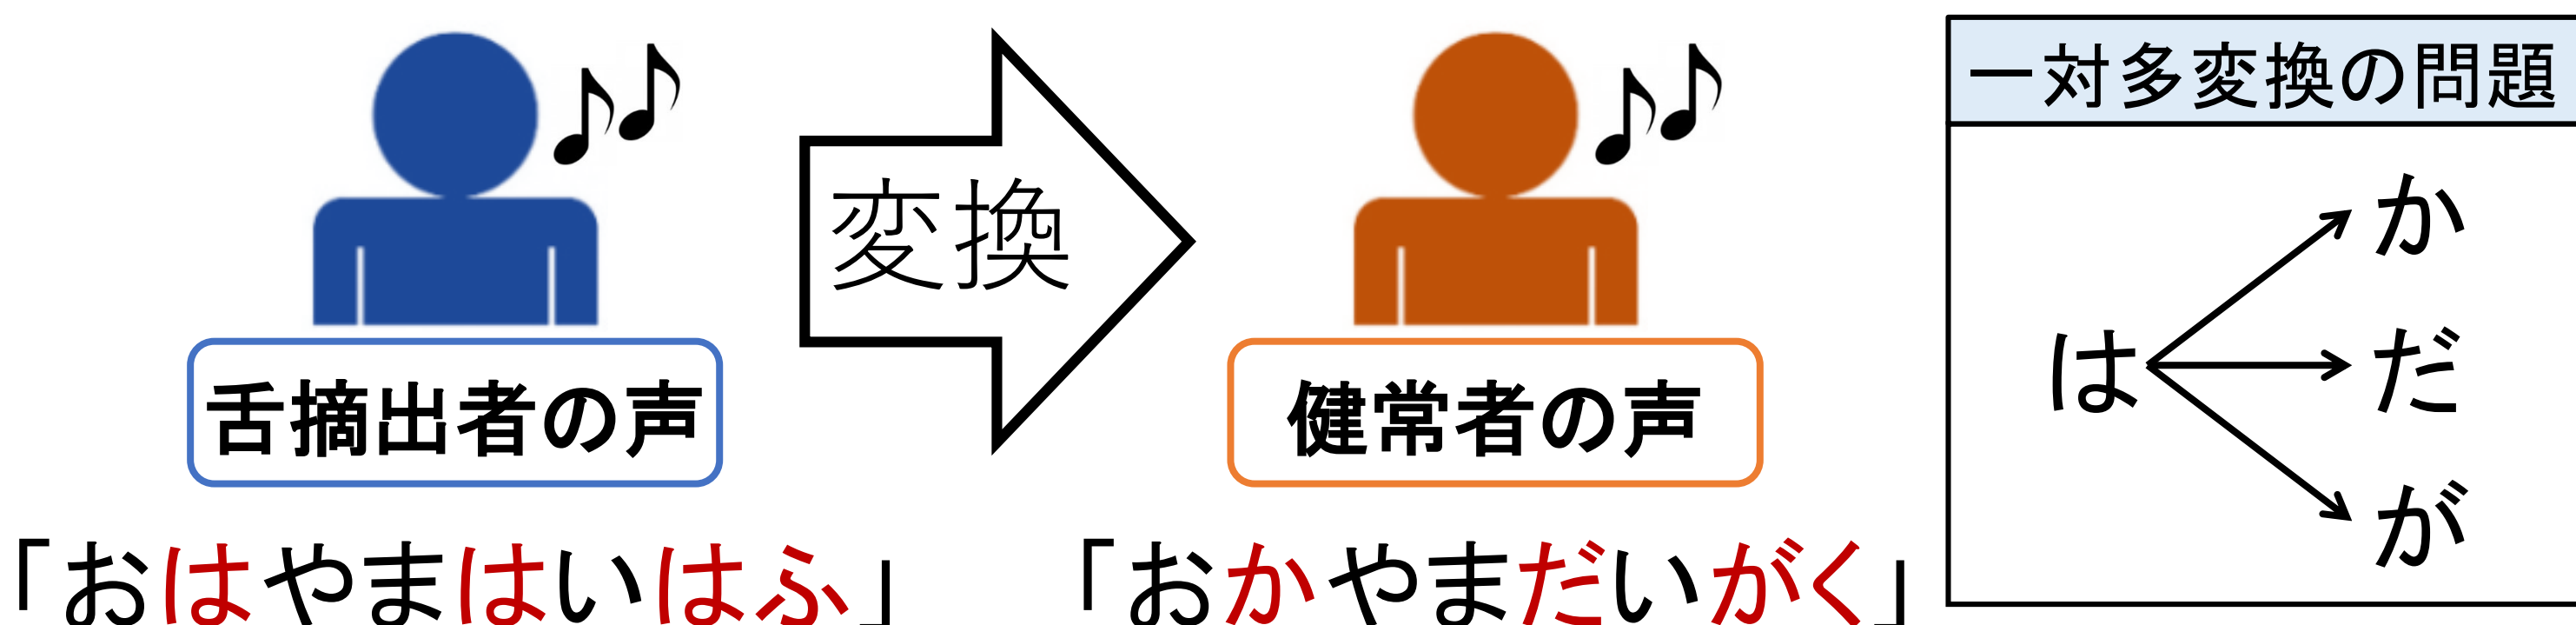 変換
舌摘出者の声
健常者の声
「おはやまはいはふ」
「おかやまだいがく」
一対多変換の問題
は
か
だ
が